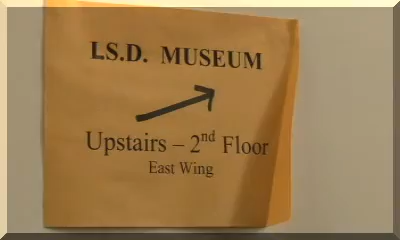 I.S.D. MUSEUM
Upstairs – 2nd Floor
East Wing